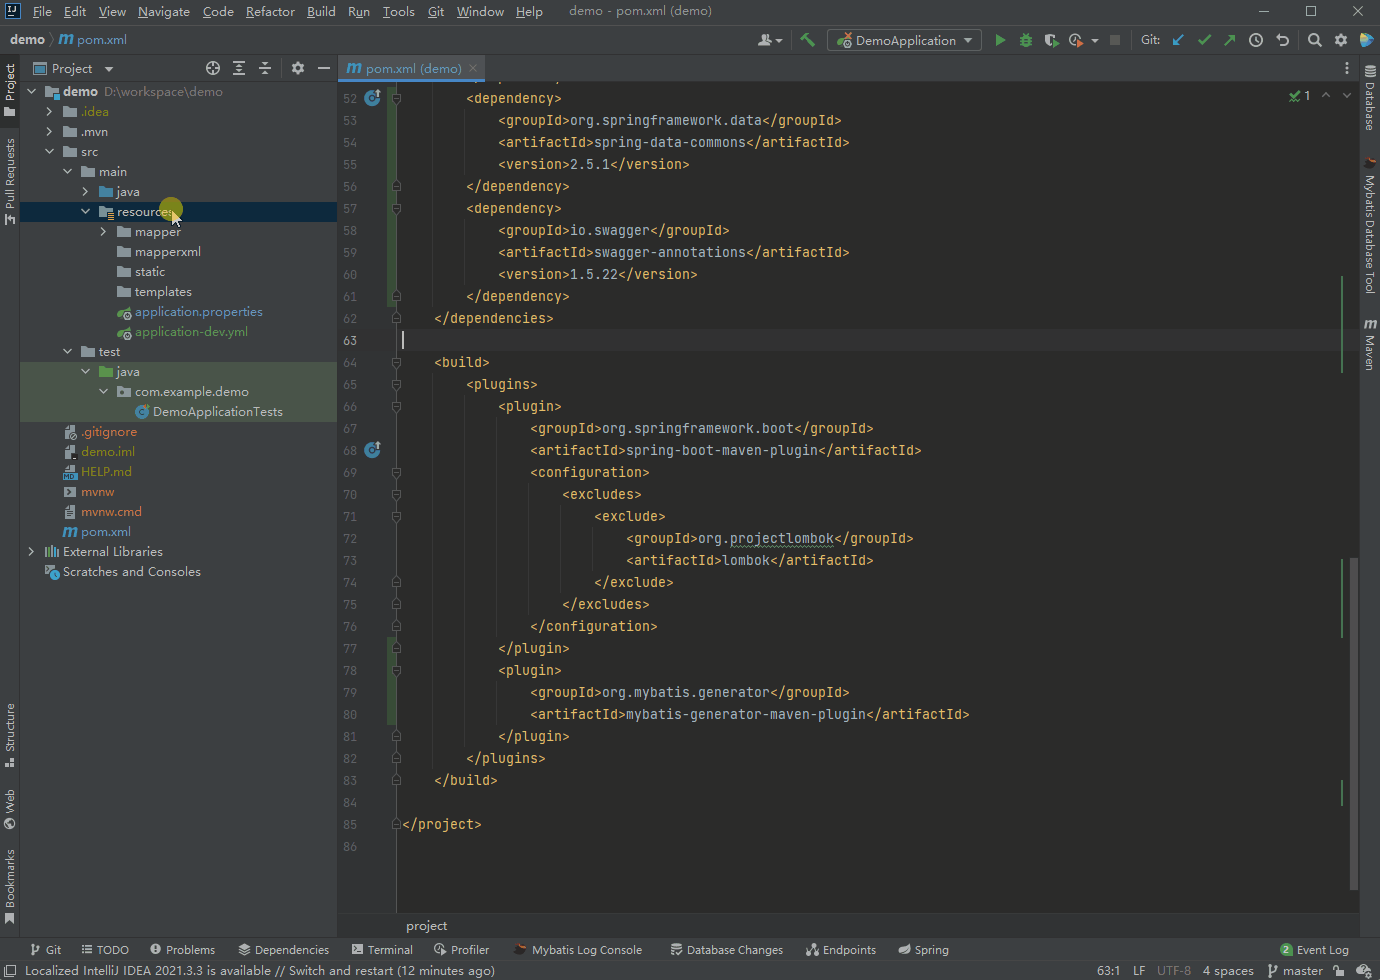 File Edit View Navigate Code Refactor Build Run Tools Git Window Help demo - pom.xml (demo)
demo pom.xml DemoApplication Git:
Project
Pull Requests
Structure
Web
Bookmarks
Project
demo D:\workspace\demo
.idea
.mvn
src
main
java
resources
mapper
mapperxml
static
templates
application.properties
application-dev.yml
test
java
com.example.demo
DemoApplicationTests
.gitignore
demo.iml
HELP.md
mvnw
mvnw.cmd
pom.xml
External Libraries
Scratches and Consoles
pom.xml (demo)
1
52 <dependency>
53 <groupId>org.springframework.data</groupId>
54 <artifactId>spring-data-commons</artifactId>
55 <version>2.5.1</version>
56 </dependency>
57 <dependency>
58 <groupId>io.swagger</groupId>
59 <artifactId>swagger-annotations</artifactId>
60 <version>1.5.22</version>
61 </dependency>
62 </dependencies>
63
64 <build>
65 <plugins>
66 <plugin>
67 <groupId>org.springframework.boot</groupId>
68 <artifactId>spring-boot-maven-plugin</artifactId>
69 <configuration>
70 <excludes>
71 <exclude>
72 <groupId>org.projectlombok</groupId>
73 <artifactId>lombok</artifactId>
74 </exclude>
75 </excludes>
76 </configuration>
77 </plugin>
78 <plugin>
79 <groupId>org.mybatis.generator</groupId>
80 <artifactId>mybatis-generator-maven-plugin</artifactId>
81 </plugin>
82 </plugins>
83 </build>
84
85 </project>
86
project
Database
Mybatis Database Tool
Maven
Git TODO Problems Dependencies Terminal Profiler Mybatis Log Console Database Changes Endpoints Spring 2 Event Log
Localized IntelliJ IDEA 2021.3.3 is available // Switch and restart (12 minutes ago) 63:1 LF UTF-8 4 spaces master